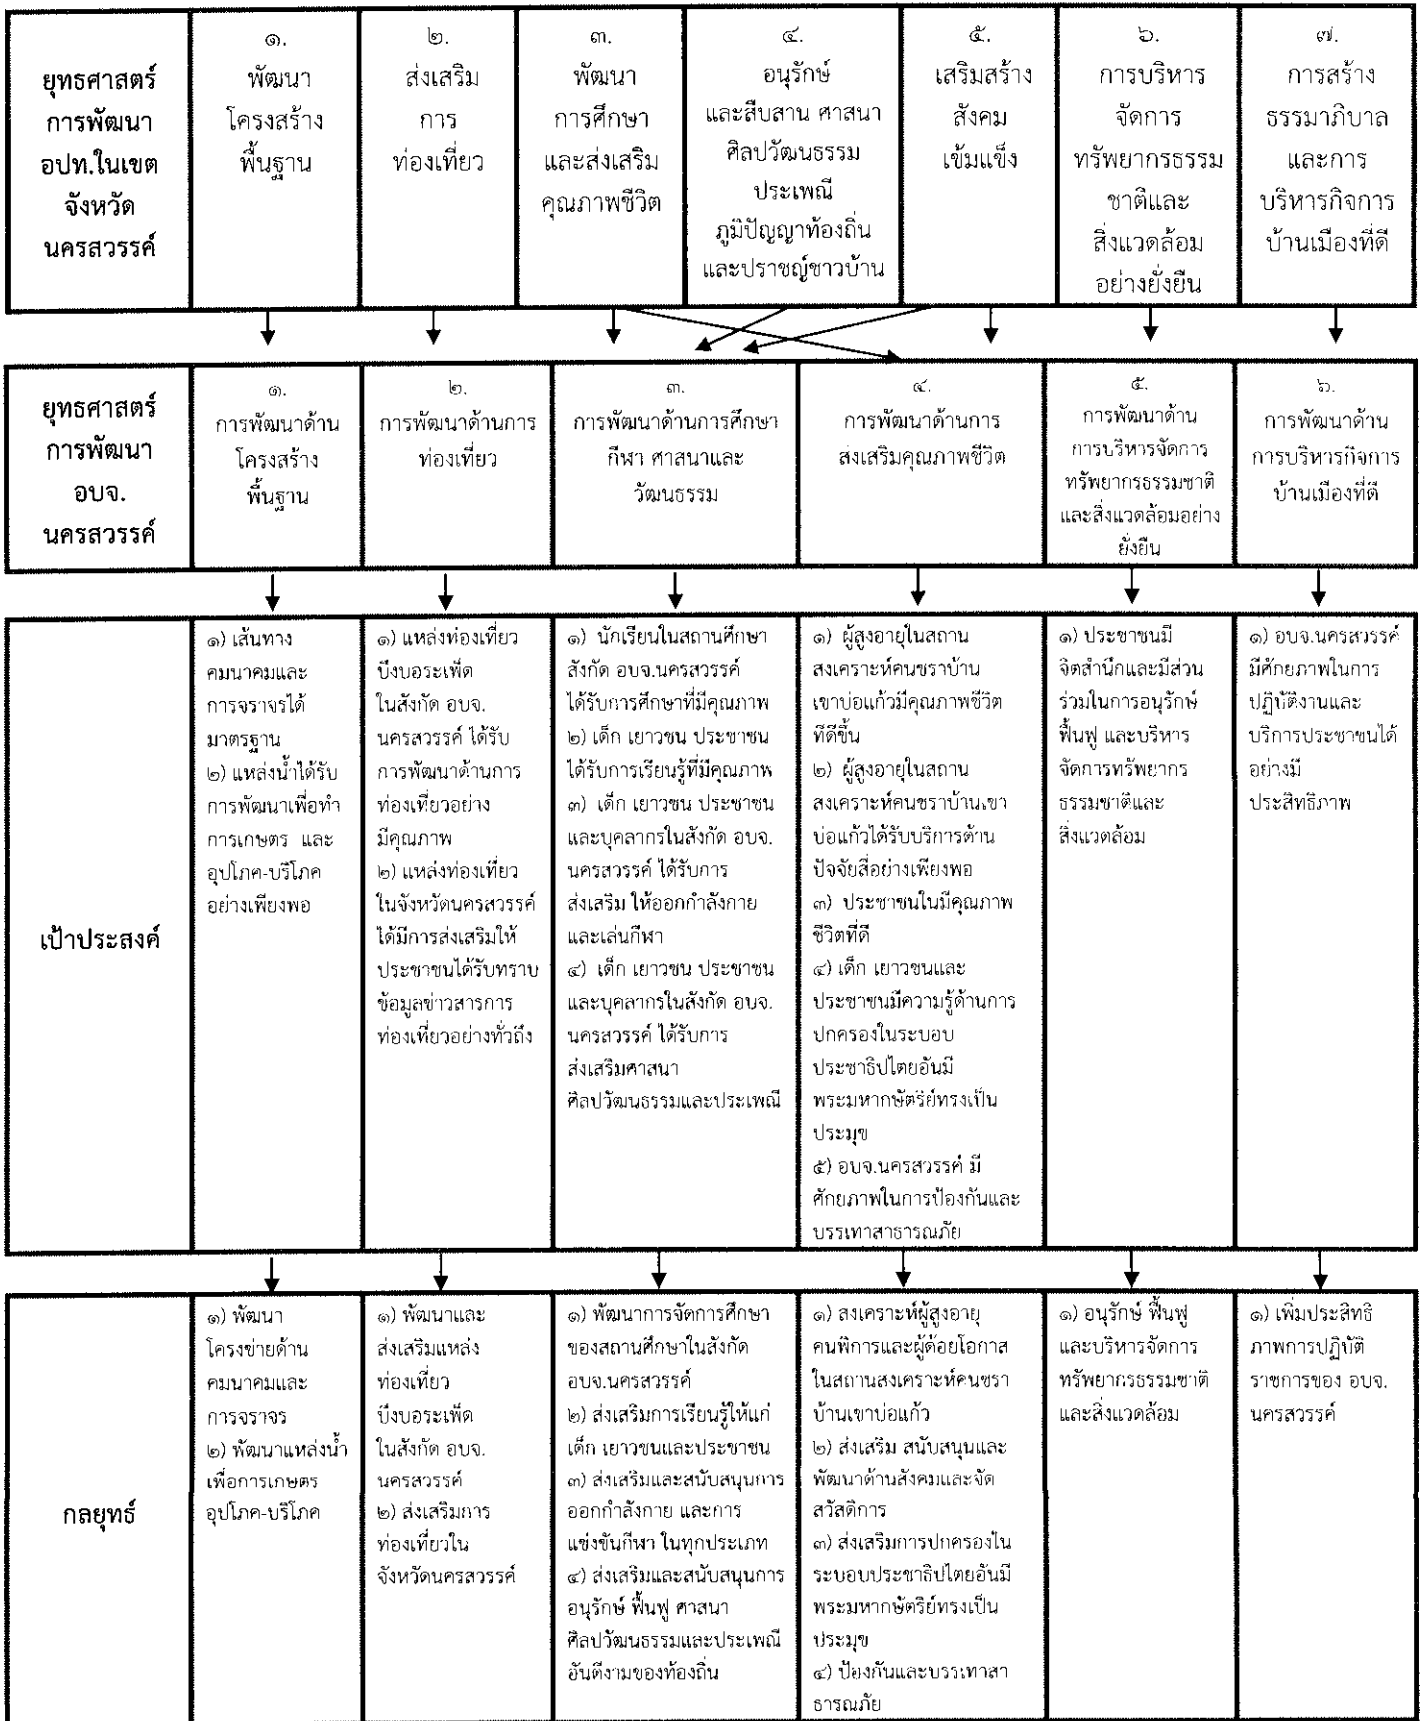 ยุทธศาสตร์
การพัฒนา
อปท.ในเขต
จังหวัด
นครสวรรค์
๑.
พัฒนา
โครงสร้าง
พื้นฐาน
๒.
ส่งเสริม
การ
ท่องเที่ยว
๓.
พัฒนา
การศึกษา
และส่งเสริม
คุณภาพชีวิต
๔.
อนุรักษ์
และสืบสาน ศาสนา
ศิลปวัฒนธรรม
ประเพณี
ภูมิปัญญาท้องถิ่น
และปราชญ์ชาวบ้าน
๕.
เสริมสร้าง
สังคม
เข้มแข็ง
๖.
การบริหาร
จัดการ
ทรัพยากรธรรม
ชาติและ
สิ่งแวดล้อม
อย่างยั่งยืน
๗.
การสร้าง
ธรรมาภิบาล
และการ
บริหารกิจการ
บ้านเมืองที่ดี
ยุทธศาสตร์
การพัฒนา
อบจ.
นครสวรรค์
๑.
การพัฒนาด้าน
โครงสร้าง
พื้นฐาน
๒.
การพัฒนาด้านการ
ท่องเที่ยว
๓.
การพัฒนาด้านการศึกษา
กีฬา ศาสนาและ
วัฒนธรรม
๔.
การพัฒนาด้านการ
ส่งเสริมคุณภาพชีวิต
๕.
การพัฒนาด้าน
การบริหารจัดการ
ทรัพยากรธรรมชาติ
และสิ่งแวดล้อมอย่าง
ยั่งยืน
๖.
การพัฒนาด้าน
การบริหารกิจการ
บ้านเมืองที่ดี
เป้าประสงค์
๑) เส้นทาง
คมนาคมและ
การจราจรได้
มาตรฐาน
๒) แหล่งน้ำได้รับ
การพัฒนาเพื่อทำ
การเกษตร และ
อุปโภค-บริโภค
อย่างเพียงพอ
๑) แหล่งท่องเที่ยว
บึงบอระเพ็ด
ในสังกัด อบจ.
นครสวรรค์ ได้รับ
การพัฒนาด้านการ
ท่องเที่ยวอย่าง
มีคุณภาพ
๒) แหล่งท่องเที่ยว
ในจังหวัดนครสวรรค์
ได้มีการส่งเสริมให้
ประชาชนได้รับทราบ
ข้อมูลข่าวสารการ
ท่องเที่ยวอย่างทั่วถึง
๑) นักเรียนในสถานศึกษา
สังกัด อบจ.นครสวรรค์
ได้รับการศึกษาที่มีคุณภาพ
๒) เด็ก เยาวชน ประชาชน
ได้รับการเรียนรู้ที่มีคุณภาพ
๓) เด็ก เยาวชน ประชาชน
และบุคลากรในสังกัด อบจ.
นครสวรรค์ ได้รับการ
ส่งเสริม ให้ออกกำลังกาย
และเล่นกีฬา
๔) เด็ก เยาวชน ประชาชน
และบุคลากรในสังกัด อบจ.
นครสวรรค์ ได้รับการ
ส่งเสริมศาสนา
ศิลปวัฒนธรรมและประเพณี
๑) ผู้สูงอายุในสถาน
สงเคราะห์คนชราบ้าน
เขาบ่อแก้วมีคุณภาพชีวิต
ที่ดีขึ้น
๒) ผู้สูงอายุในสถาน
สงเคราะห์คนชราบ้านเขา
บ่อแก้วได้รับบริการด้าน
ปัจจัยสี่อย่างเพียงพอ
๓) ประชาชนในมีคุณภาพ
ชีวิตที่ดี
๔) เด็ก เยาวชนและ
ประชาชนมีความรู้ด้านการ
ปกครองในระบอบ
ประชาธิปไตยอันมี
พระมหากษัตริย์ทรงเป็น
ประมุข
๕) อบจ.นครสวรรค์ มี
ศักยภาพในการป้องกันและ
บรรเทาสาธารณภัย
๑) ประชาชนมี
จิตสำนึกและมีส่วน
ร่วมในการอนุรักษ์
ฟื้นฟู และบริหาร
จัดการทรัพยากร
ธรรมชาติและ
สิ่งแวดล้อม
๑) อบจ.นครสวรรค์
มีศักยภาพในการ
ปฏิบัติงานและ
บริการประชาชนได้
อย่างมี
ประสิทธิภาพ
กลยุทธ์
๑) พัฒนา
โครงข่ายด้าน
คมนาคมและ
การจราจร
๒) พัฒนาแหล่งน้ำ
เพื่อการเกษตร
อุปโภค-บริโภค
๑) พัฒนาและ
ส่งเสริมแหล่ง
ท่องเที่ยว
บึงบอระเพ็ด
ในสังกัด อบจ.
นครสวรรค์
๒) ส่งเสริมการ
ท่องเที่ยวใน
จังหวัดนครสวรรค์
๑) พัฒนาการจัดการศึกษา
ของสถานศึกษาในสังกัด
อบจ.นครสวรรค์
๒) ส่งเสริมการเรียนรู้ให้แก่
เด็ก เยาวชนและประชาชน
๓) ส่งเสริมและสนับสนุนการ
ออกกำลังกาย และการ
แข่งขันกีฬา ในทุกประเภท
๔) ส่งเสริมและสนับสนุนการ
อนุรักษ์ ฟื้นฟู ศาสนา
ศิลปวัฒนธรรมและประเพณี
อันดีงามของท้องถิ่น
๑) สงเคราะห์ผู้สูงอายุ
คนพิการและผู้ด้อยโอกาส
ในสถานสงเคราะห์คนชรา
บ้านเขาบ่อแก้ว
๒) ส่งเสริม สนับสนุนและ
พัฒนาด้านสังคมและจัด
สวัสดิการ
๓) ส่งเสริมการปกครองใน
ระบอบประชาธิปไตยอันมี
พระมหากษัตริย์ทรงเป็น
ประมุข
๔) ป้องกันและบรรเทาสา
ธารณภัย
๑) อนุรักษ์ ฟื้นฟู
และบริหารจัดการ
ทรัพยากรธรรมชาติ
และสิ่งแวดล้อม
๑) เพิ่มประสิทธิ
ภาพการปฏิบัติ
ราชการของ อบจ.
นครสวรรค์